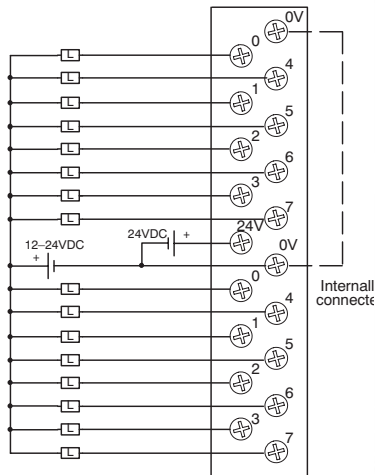 0V
L 0
L 4
L 1
L 5
L 2
L 6
L 3
L 7
24VDC + 24V
12–24VDC + 0V
L 0
Internall
connecte
L 4
L 1
L 5
L 2
L 6
L 3
L 7